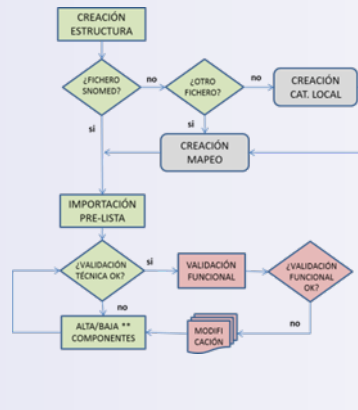 CREACIÓN
ESTRUCTURA
¿FICHERO
SNOMED?
no
¿OTRO
FICHERO?
no
CREACIÓN
CAT. LOCAL
si
si
CREACIÓN
MAPEO
IMPORTACIÓN
PRE-LISTA
¿VALIDACIÓN
TÉCNICA OK?
si
VALIDACIÓN
FUNCIONAL
¿VALIDACIÓN
FUNCIONAL
OK?
no
no
ALTA/BAJA **
COMPONENTES
MODIFI
CACIÓN